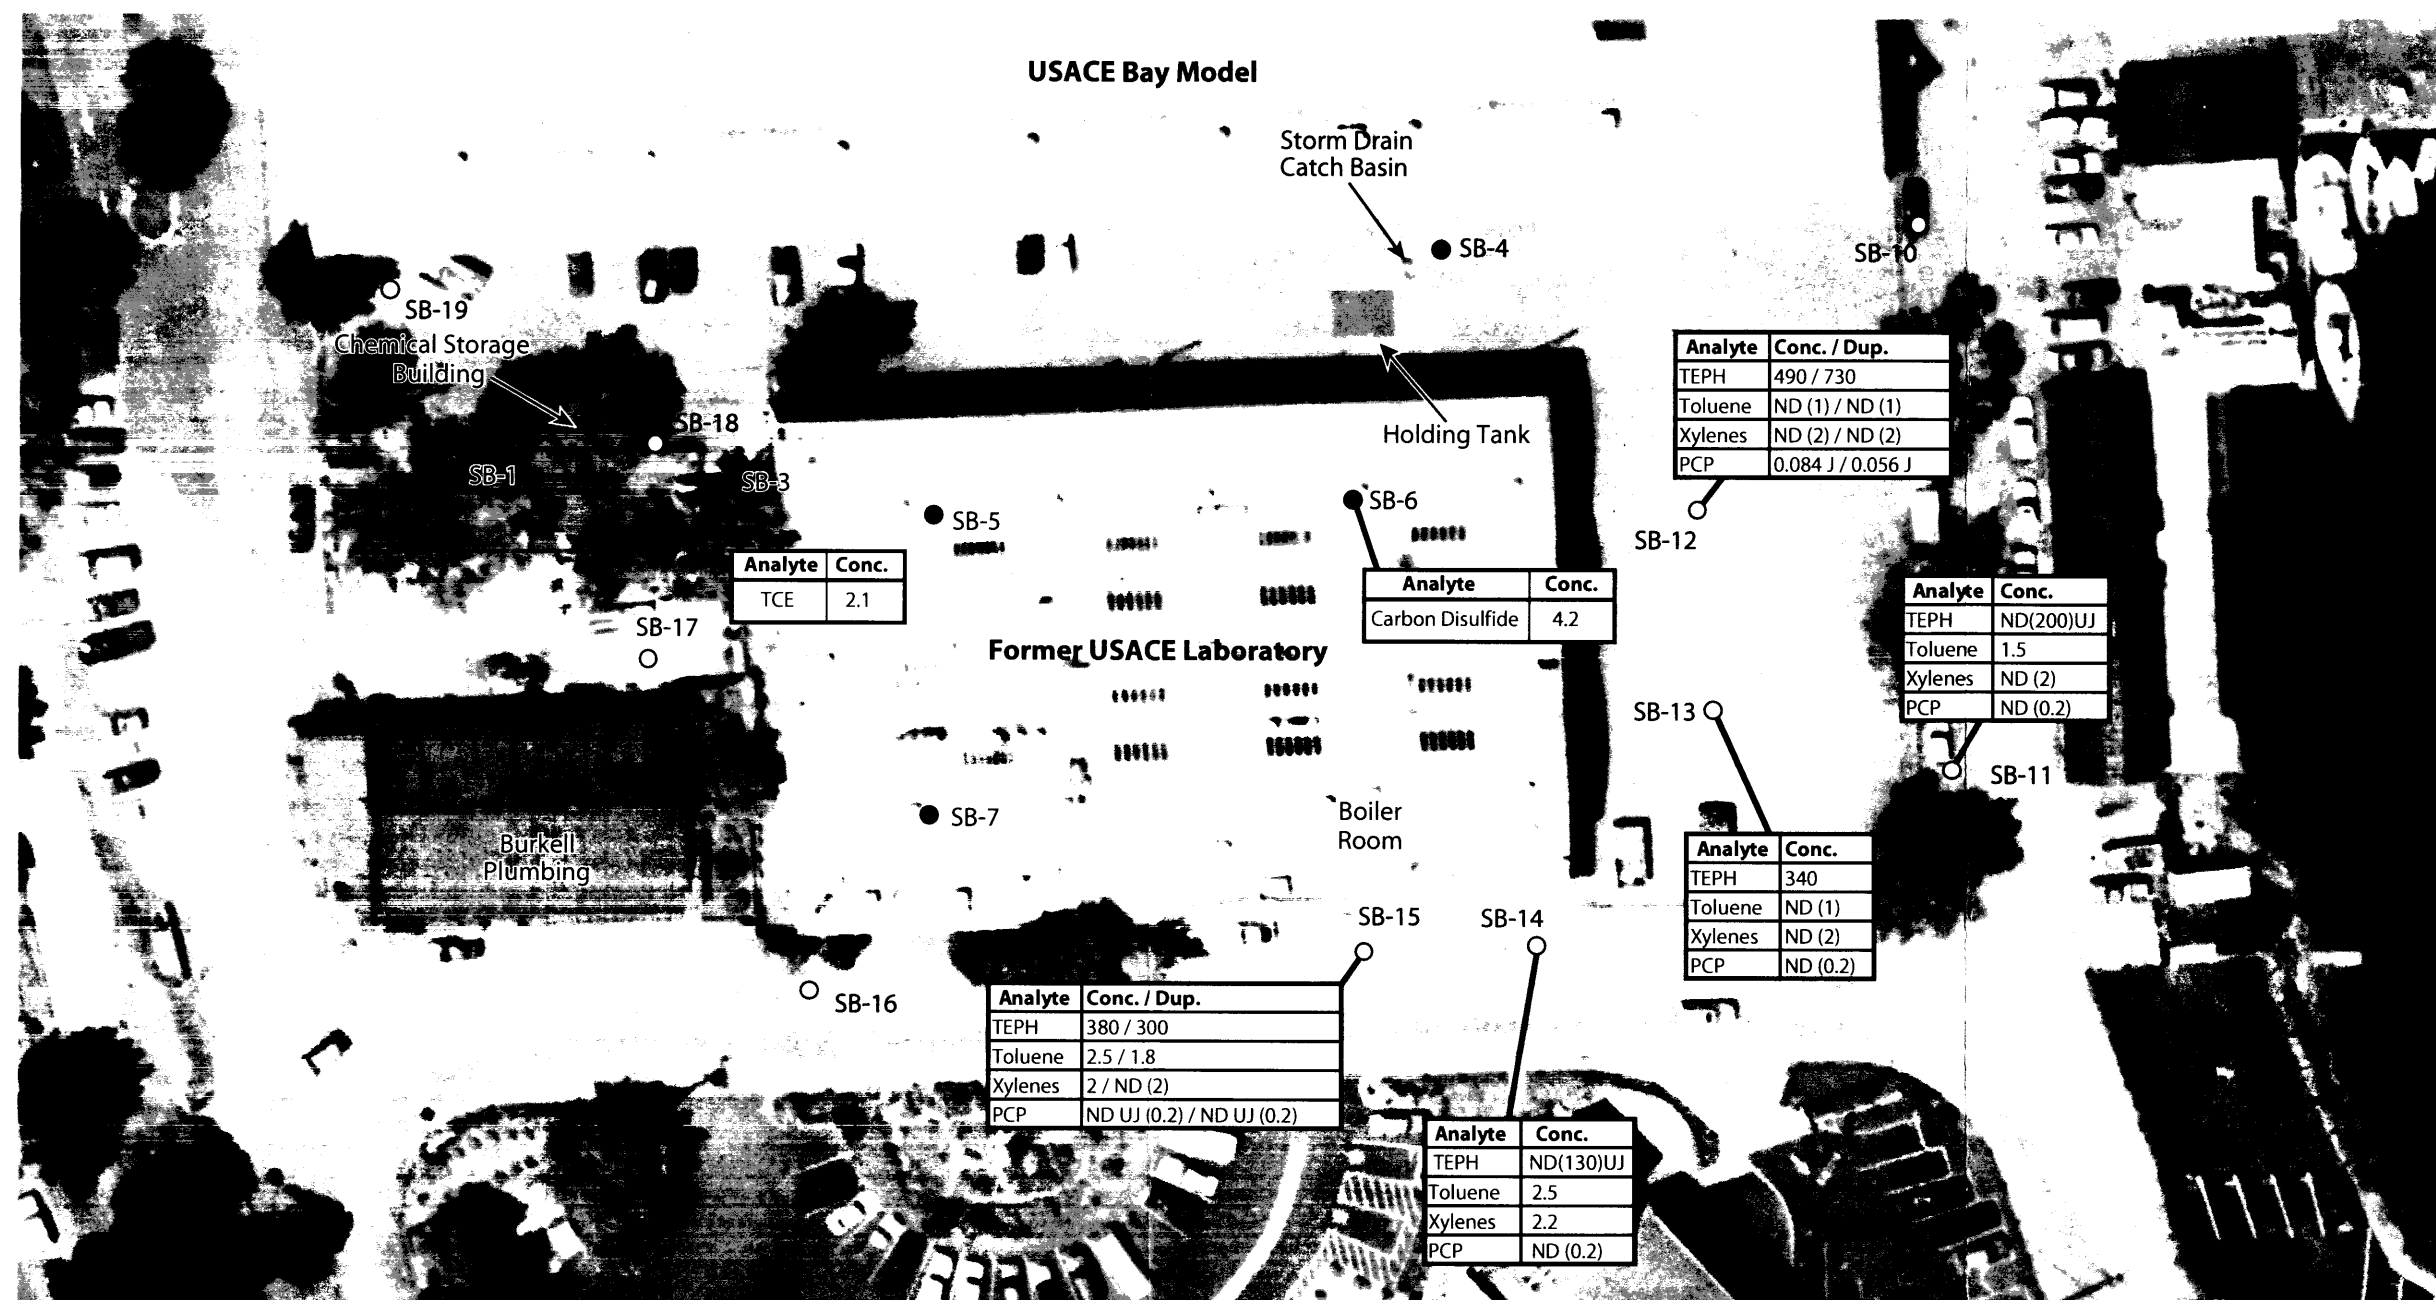 USACE Bay Model
Storm Drain
Catch Basin
SB-4
SB-10
SB-19
Chemical Storage
Building
Holding Tank
SB-18
SB-1
SB-3
SB-5
SB-6
Analyte Conc. / Dup.
TEPH 490 / 730
Toluene ND (1) / ND (1)
Xylenes ND (2) / ND (2)
PCP 0.084 J / 0.056 J
SB-12
Analyte Conc.
TCE 2.1
Analyte Conc.
Carbon Disulfide 4.2
Analyte Conc.
TEPH ND(200)UJ
Toluene 1.5
Xylenes ND (2)
PCP ND (0.2)
SB-17
Former USACE Laboratory
SB-13
SB-11
SB-7
Boiler
Room
Burkell
Plumbing
Analyte Conc.
TEPH 340
Toluene ND (1)
Xylenes ND (2)
PCP ND (0.2)
SB-15
SB-14
SB-16
Analyte Conc. / Dup.
TEPH 380 / 300
Toluene 2.5 / 1.8
Xylenes 2 / ND (2)
PCP ND UJ (0.2) / ND UJ (0.2)
Analyte Conc.
TEPH ND(130)UJ
Toluene 2.5
Xylenes 2.2
PCP ND (0.2)